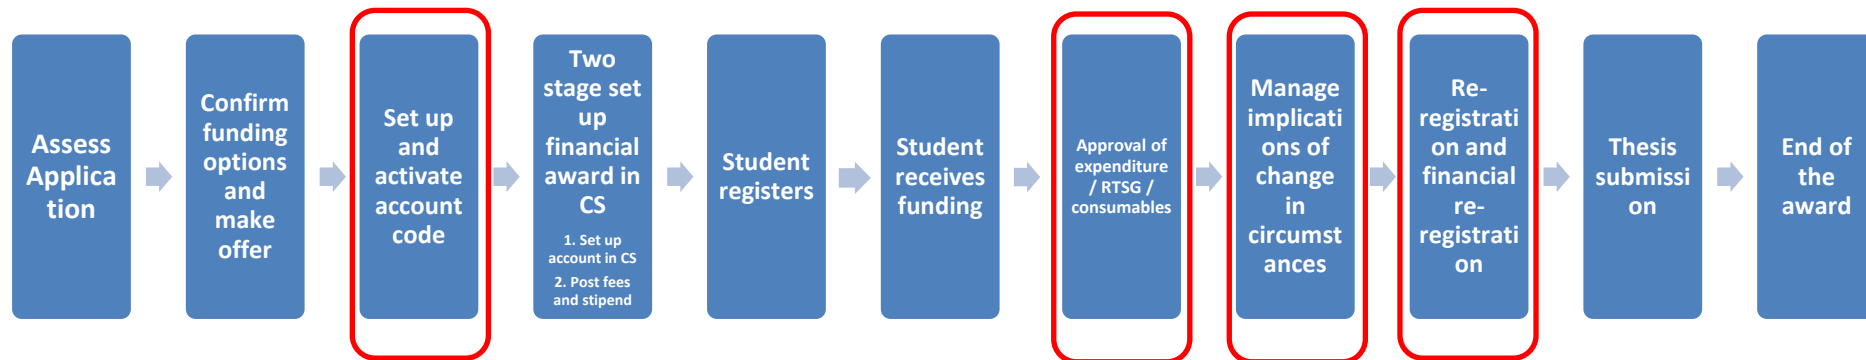 Assess
Applica
tion
Confirm
funding
options
and
make
offer
Set up
and
activate
account
code
Two
stage set
up
financial
award in
CS
1. Set up
account in CS
2. Post fees
and stipend
Student
registers
Student
receives
funding
Approval of
expenditure
/ RTSG /
consumables
Manage
implicati
ons of
change
in
circumst
ances
Re-
registrati
on and
financial
re-
registrati
on
Thesis
submissi
on
End of
the
award